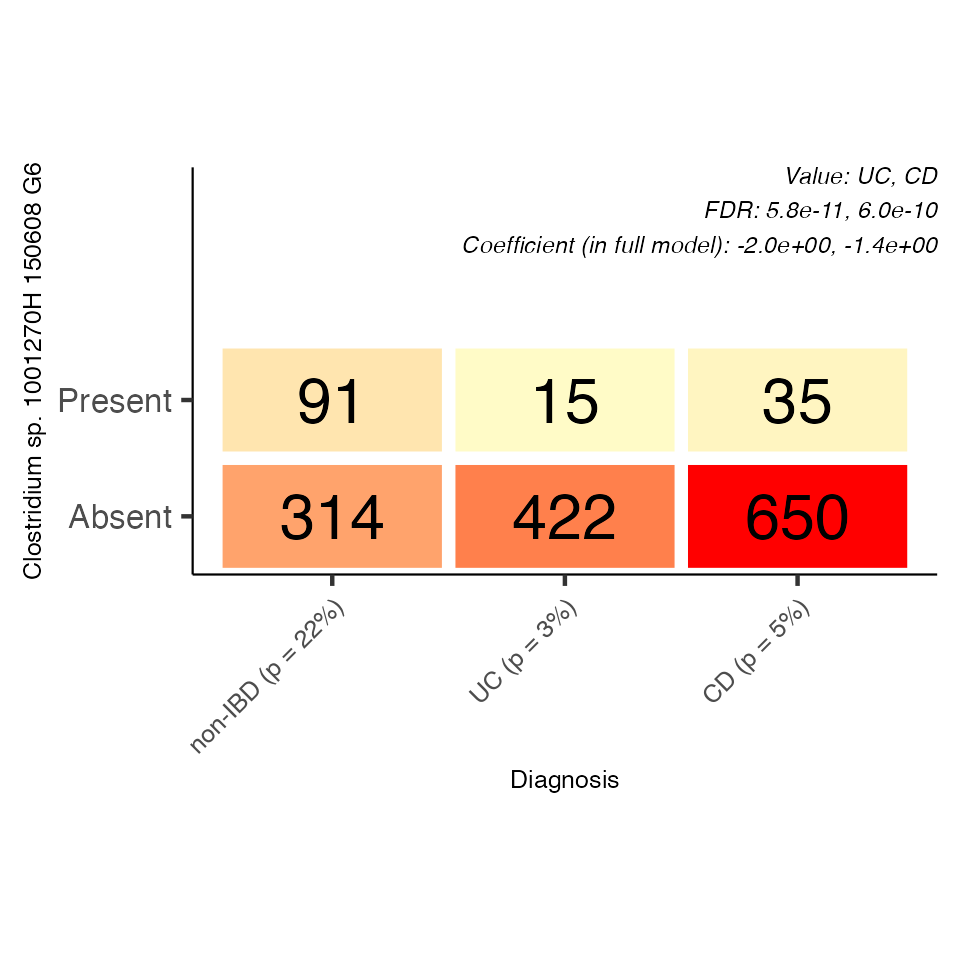 Value: UC, CD
FDR: 5.8e-11, 6.0e-10
Coefficient (in full model): -2.0e+00, -1.4e+00
Clostridium sp. 1001270H 150608 G6
Present
91
15
35
Absent
314
422
650
non-IBD (p = 22%)
UC (p = 3%)
CD (p = 5%)
Diagnosis